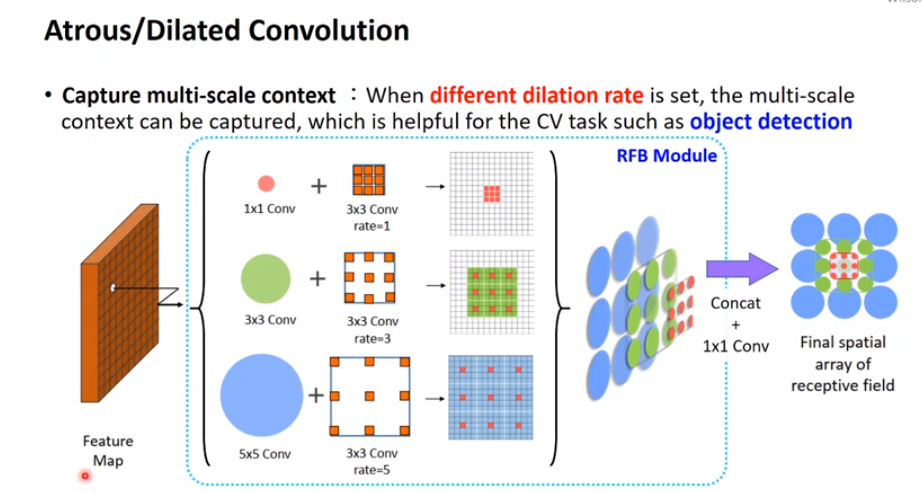 Atrous/Dilated Convolution
• Capture multi-scale context ：When different dilation rate is set, the multi-scale
context can be captured, which is helpful for the CV task such as object detection
RFB Module
1x1 Conv
+
3x3 Conv
rate=1
3x3 Conv
+
3x3 Conv
rate=3
5x5 Conv
+
3x3 Conv
rate=5
Feature
Map
Concat
+
1x1 Conv
Final spatial
array of
receptive field